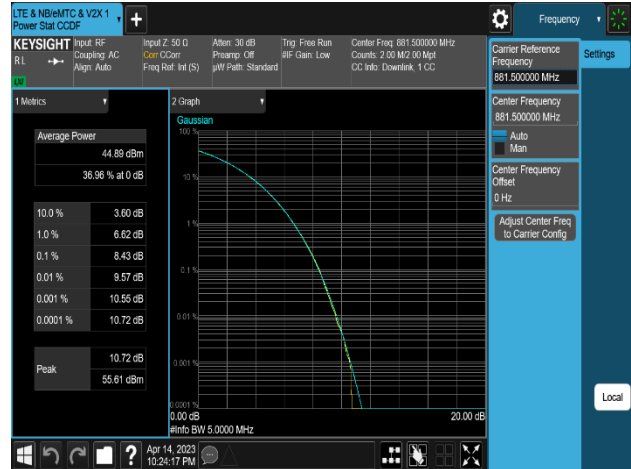 LTE & NB/eMTC & V2X 1
Power Stat CCDF
Frequency
KEYSIGHT
RL
LW
Input: RF
Coupling: AC
Align: Auto
Input Z: 50 Ω
Corr CCorr
Freq Ref: Int (S)
Atten: 30 dB
Preamp: Off
µW Path: Standard
Trig: Free Run
#IF Gain: Low
Center Freq: 881.500000 MHz
Counts: 2.00 M/2.00 Mpt
CC Info: Downlink, 1 CC
Carrier Reference
Frequency
881.500000 MHz
Settings
Center Frequency
881.500000 MHz
Auto
Man
Center Frequency
Offset
0 Hz
Adjust Center Freq
to Carrier Config
Local
1 Metrics
Average Power
44.89 dBm
36.96 % at 0 dB
10.0 % 3.60 dB
1.0 % 6.62 dB
0.1 % 8.43 dB
0.01 % 9.57 dB
0.001 % 10.55 dB
0.0001 % 10.72 dB
Peak
10.72 dB
55.61 dBm
2 Graph
Gaussian
100 %
10 %
1 %
0.1 %
0.01 %
0.001 %
0.0001 %
0.00 dB
20.00 dB
#Info BW 5.0000 MHz
?
Apr 14, 2023
10:24:17 PM